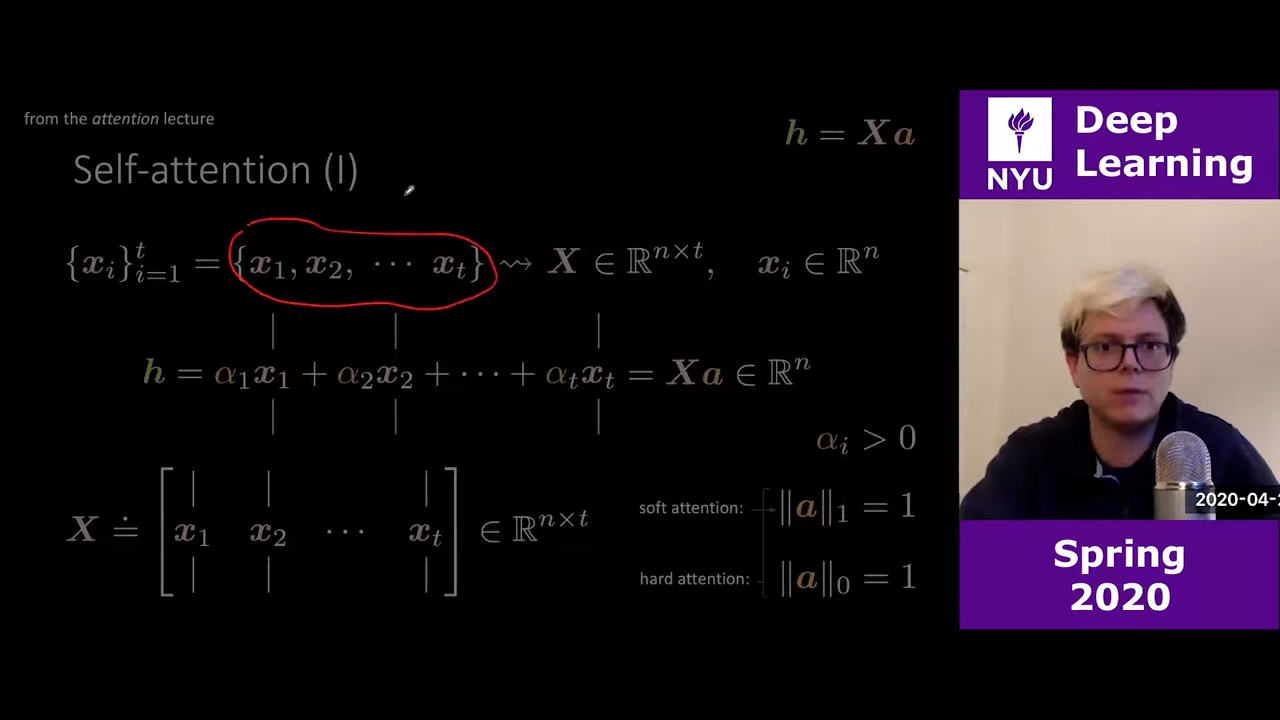 from the attention lecture
h = Xa
Self-attention (I)
{x_i}_{i=1}^t = {x_1, x_2, ⋯ x_t} ⇝ X ∈ ℝ^{n×t}, x_i ∈ ℝ^n
h = α_1x_1 + α_2x_2 + ⋯ + α_tx_t = Xa ∈ ℝ^n
α_i > 0
X ≐ [x_1 x_2 ⋯ x_t] ∈ ℝ^{n×t}
soft attention: ‖a‖_1 = 1
hard attention: ‖a‖_0 = 1
NYU
Deep
Learning
2020-04-
Spring
2020